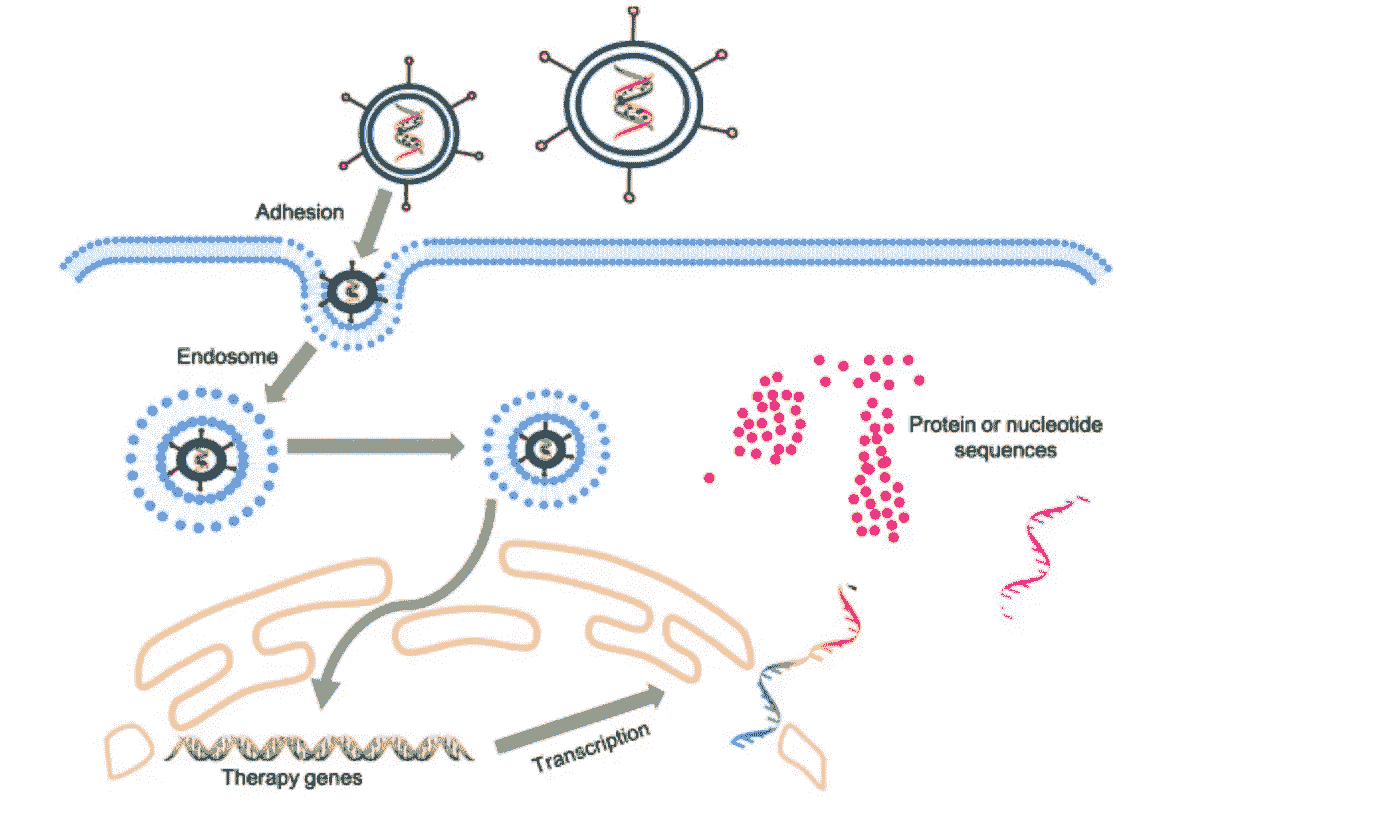 Adhesion
Endosome
Protein or nucleotide
sequences
Transcription
Therapy genes